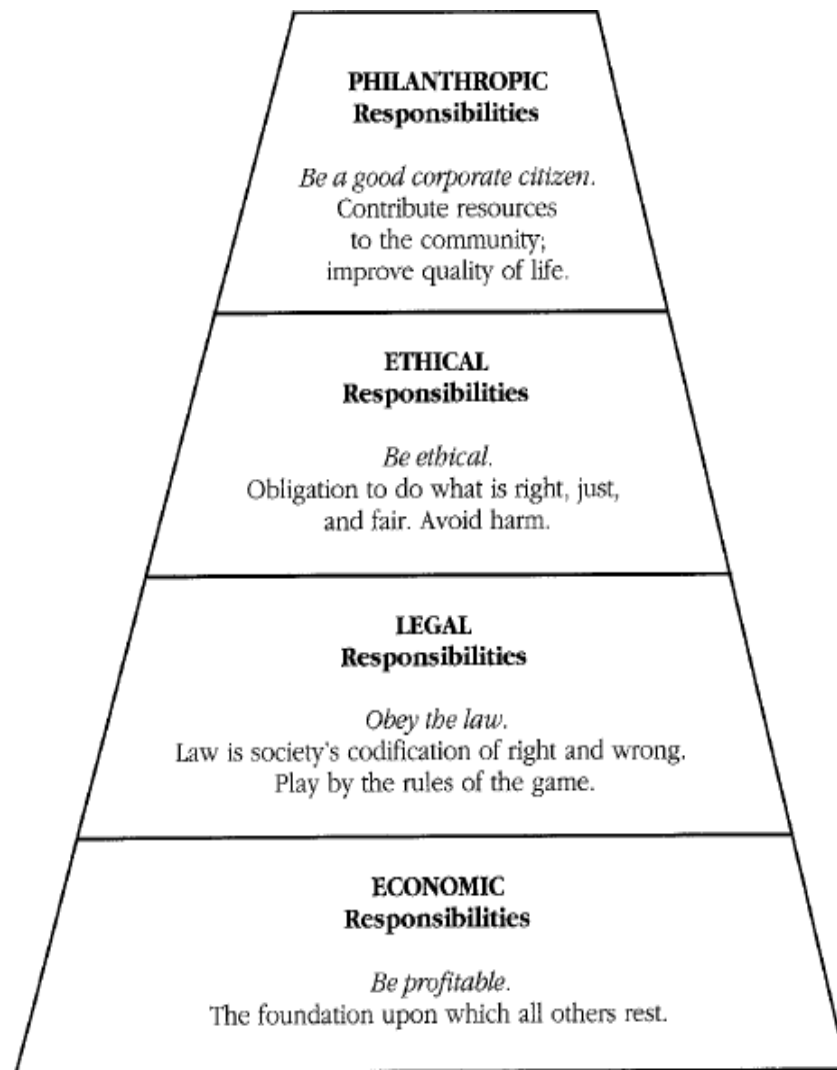 PHILANTHROPIC
Responsibilities
Be a good corporate citizen.
Contribute resources
to the community;
improve quality of life.
ETHICAL
Responsibilities
Be ethical.
Obligation to do what is right, just,
and fair. Avoid harm.
LEGAL
Responsibilities
Obey the law.
Law is society's codification of right and wrong.
Play by the rules of the game.
ECONOMIC
Responsibilities
Be profitable.
The foundation upon which all others rest.